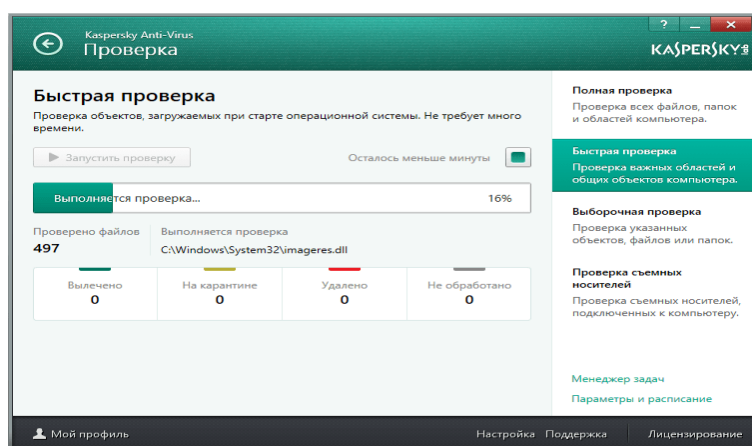 Kaspersky Anti-Virus
Проверка
? _ ×
KASPERSKY
Быстрая проверка
Проверка объектов, загружаемых при старте операционной системы. Не требует много
времени.
Запустить проверку
Осталось меньше минуты
Выполняется проверка...
16%
Проверено файлов
497
Выполняется проверка
C:\Windows\System32\imageres.dll
Вылечено
0
На карантине
0
Удалено
0
Не обработано
0
Полная проверка
Проверка всех файлов, папок
и областей компьютера.
Быстрая проверка
Проверка важных областей и
общих объектов компьютера.
Выборочная проверка
Проверка указанных
объектов, файлов или папок.
Проверка съемных
носителей
Проверка съемных носителей,
подключенных к компьютеру.
Менеджер задач
Параметры и расписание
Мой профиль
Настройка Поддержка Лицензирование